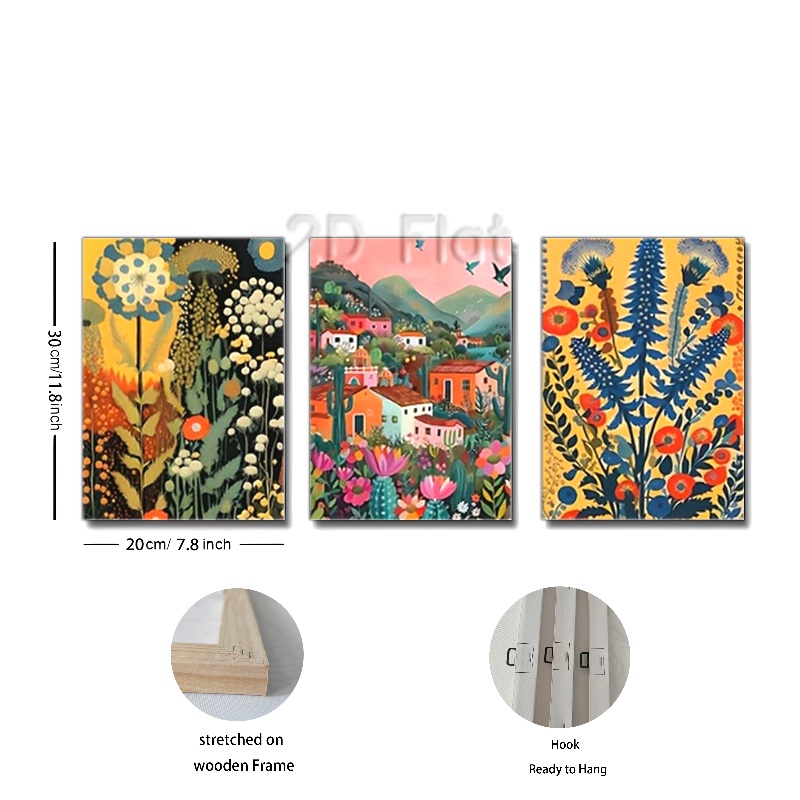 2D Flat
30cm/11.8inch
20cm/ 7.8 inch
stretched on
wooden Frame
Hook
Ready to Hang